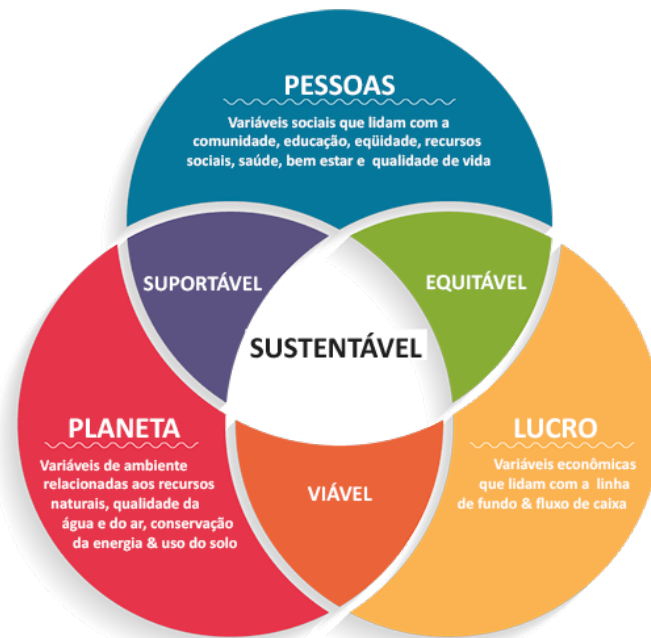 PESSOAS
Variáveis sociais que lidam com a
comunidade, educação, eqüidade, recursos
sociais, saúde, bem estar e qualidade de vida
SUPORTÁVEL
EQUITÁVEL
SUSTENTÁVEL
PLANETA
Variáveis de ambiente
relacionadas aos recursos
naturais, qualidade da
água e do ar, conservação
da energia & uso do solo
LUCRO
Variáveis econômicas
que lidam com a linha
de fundo & fluxo de caixa
VIÁVEL